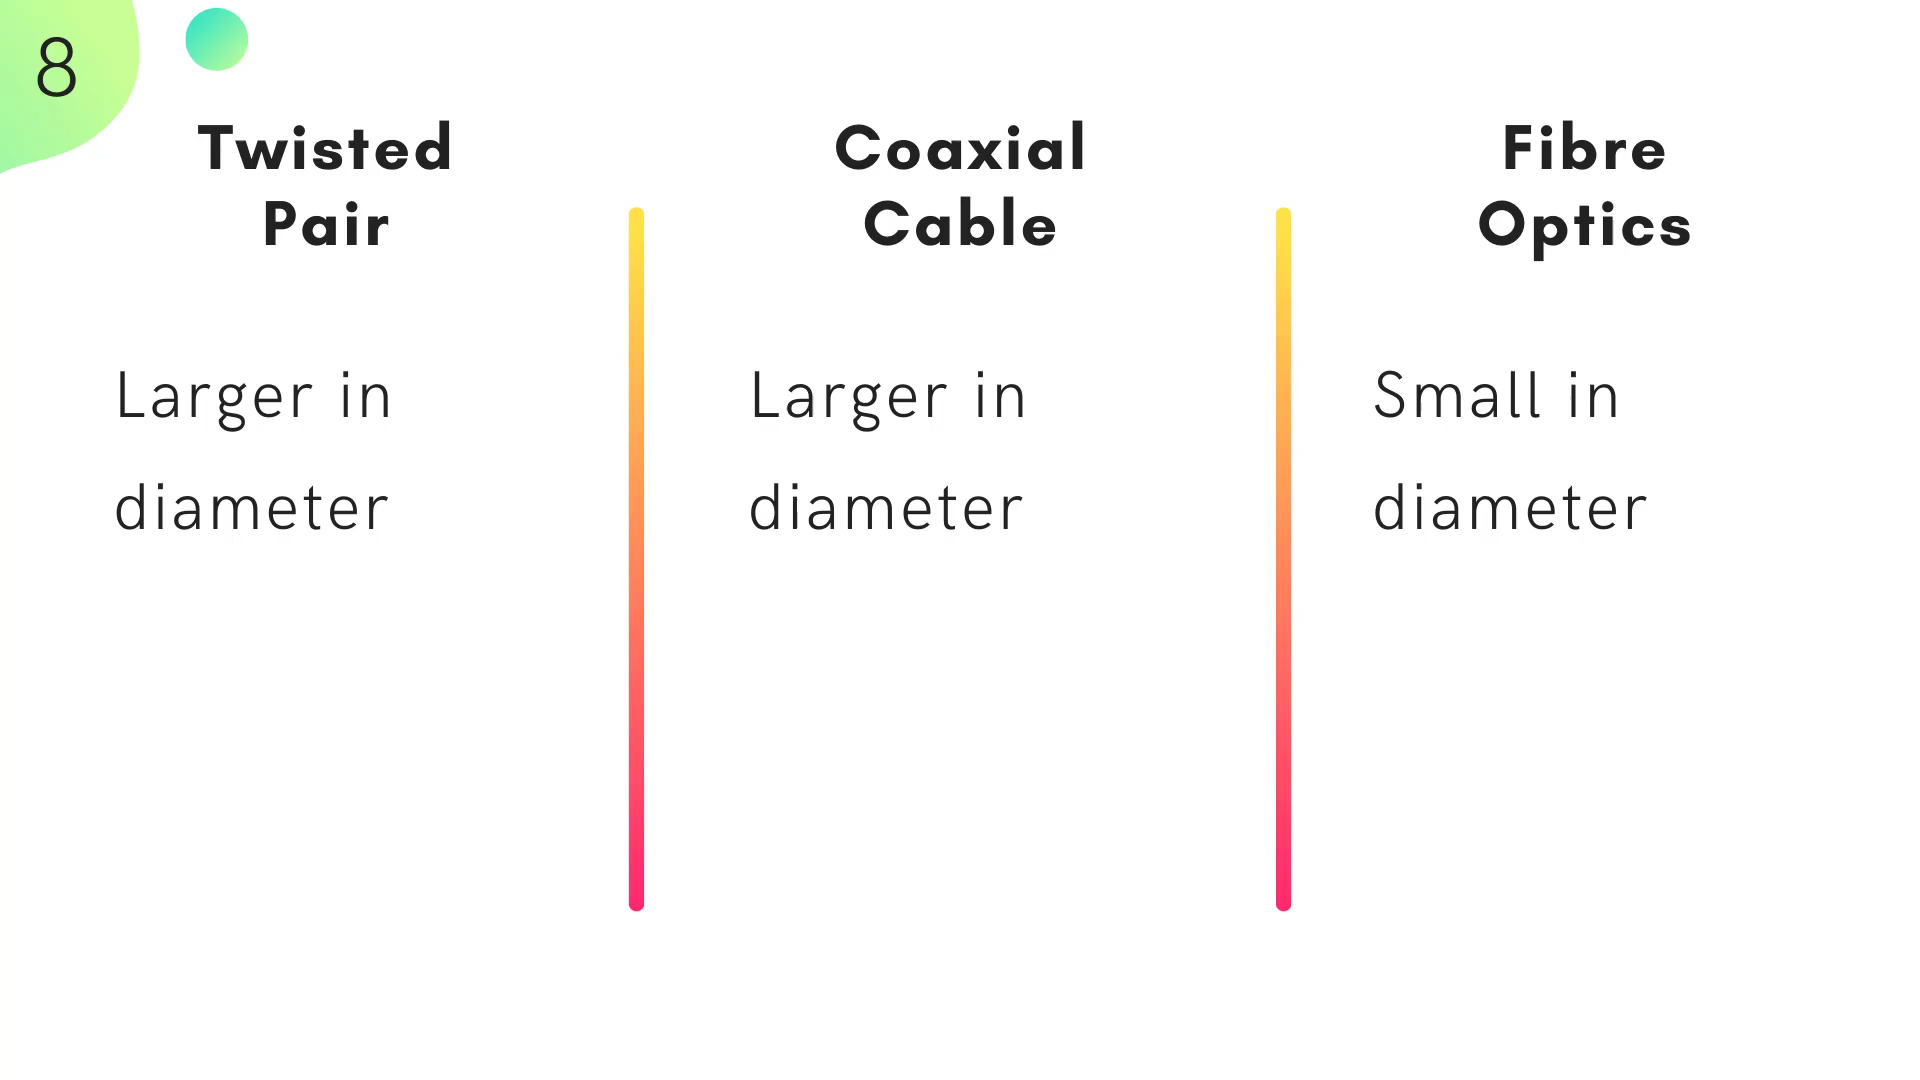 8
Twisted
Pair
Larger in
diameter
Coaxial
Cable
Larger in
diameter
Fibre
Optics
Small in
diameter